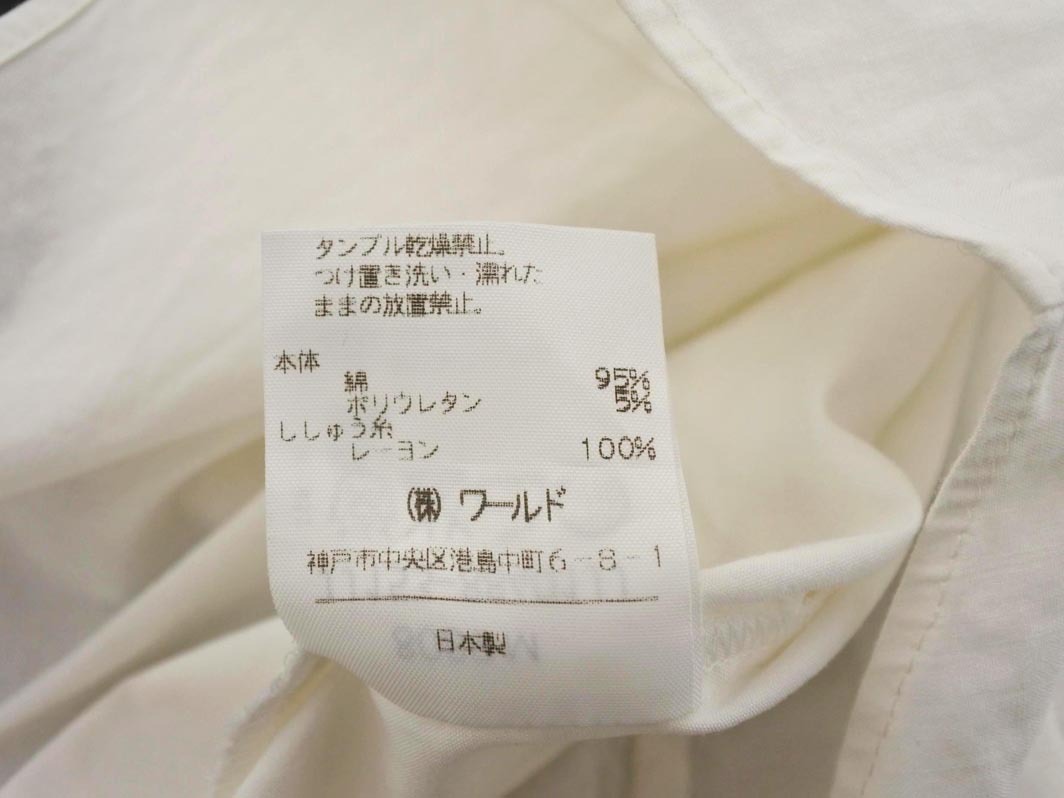 タンブル乾燥禁止。
つけ置き洗い・濡れた
ままの放置禁止。
本体
綿 95%
ポリウレタン 5%
ししゅう糸
レーヨン 100%
(株) ワールド
神戸市中央区港島中町6-8-1
日本製